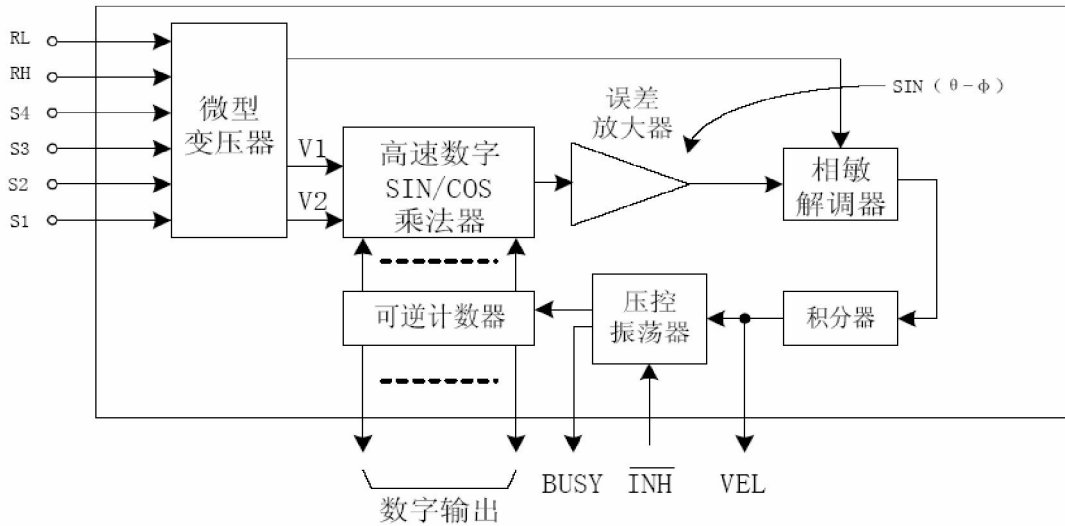 RL
RH
S4
S3
S2
S1
微型
变压器
V1
V2
高速数字
SIN/COS
乘法器
误差
放大器
SIN（θ-φ）
相敏
解调器
可逆计数器
压控
振荡器
积分器
BUSY
INH
VEL
数字输出